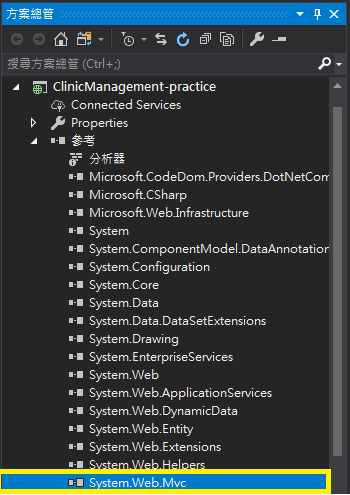 方案總管
搜尋方案總管 (Ctrl+;)
ClinicManagement-practice
Connected Services
Properties
參考
分析器
Microsoft.CodeDom.Providers.DotNetCom
Microsoft.CSharp
Microsoft.Web.Infrastructure
System
System.ComponentModel.DataAnnotation
System.Configuration
System.Core
System.Data
System.Data.DataSetExtensions
System.Drawing
System.EnterpriseServices
System.Web
System.Web.ApplicationServices
System.Web.DynamicData
System.Web.Entity
System.Web.Extensions
System.Web.Helpers
System.Web.Mvc